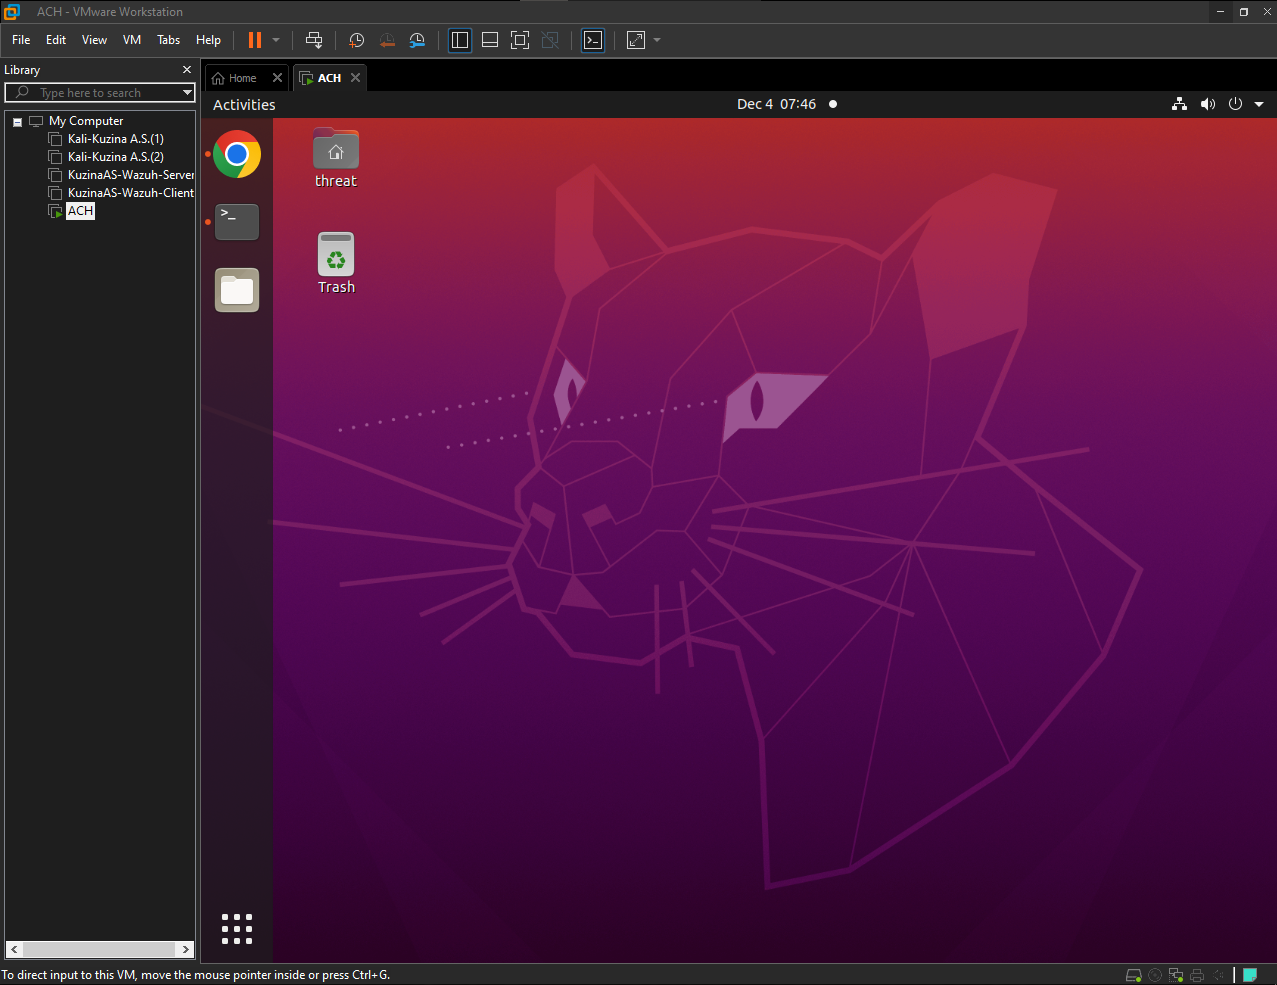 ACH - VMware Workstation
File Edit View VM Tabs Help
Library
Type here to search
My Computer
Kali-Kuzina A.S.(1)
Kali-Kuzina A.S.(2)
KuzinaAS-Wazuh-Server
KuzinaAS-Wazuh-Client
ACH
Home ACH
Activities
Dec 4 07:46
threat
Trash
To direct input to this VM, move the mouse pointer inside or press Ctrl+G.